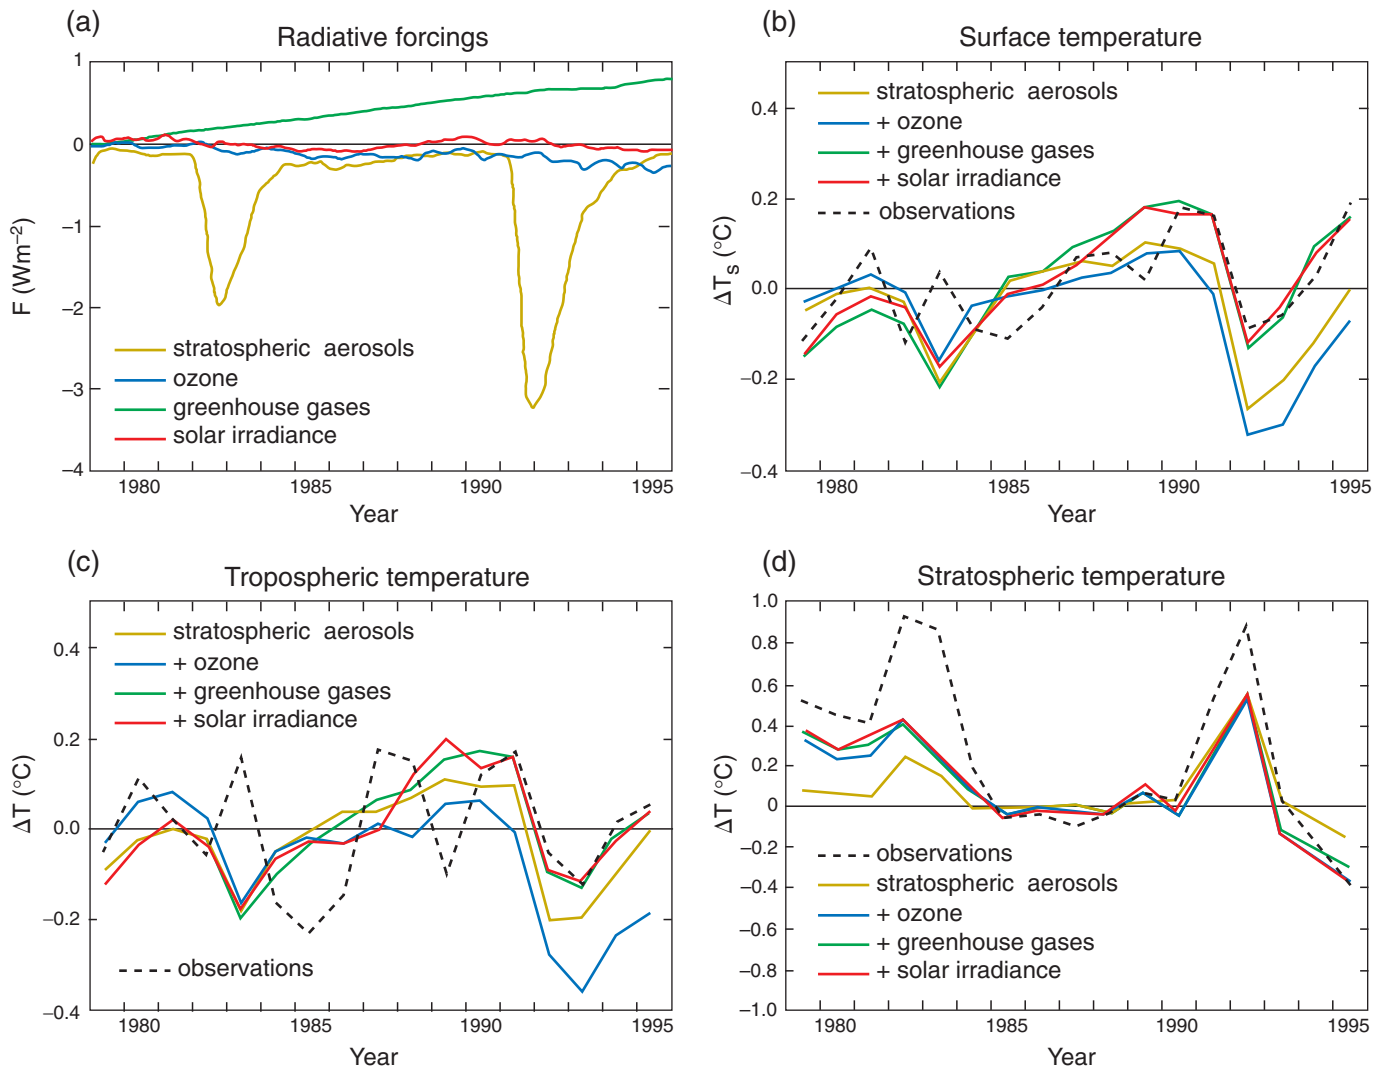 (a)
Radiative forcings
1
0
−1
−2
−3
−4
F (Wm−2)
stratospheric aerosols
ozone
greenhouse gases
solar irradiance
1980 1985 1990 1995
Year
(b)
Surface temperature
0.4
0.2
0.0
−0.2
−0.4
ΔTs (°C)
stratospheric aerosols
+ ozone
+ greenhouse gases
+ solar irradiance
observations
1980 1985 1990 1995
Year
(c)
Tropospheric temperature
0.4
0.2
0.0
−0.2
−0.4
ΔT (°C)
stratospheric aerosols
+ ozone
+ greenhouse gases
+ solar irradiance
observations
1980 1985 1990 1995
Year
(d)
Stratospheric temperature
1.0
0.8
0.6
0.4
0.2
0
−0.2
−0.4
−0.6
−0.8
−1.0
ΔT (°C)
observations
stratospheric aerosols
+ ozone
+ greenhouse gases
+ solar irradiance
1980 1985 1990 1995
Year